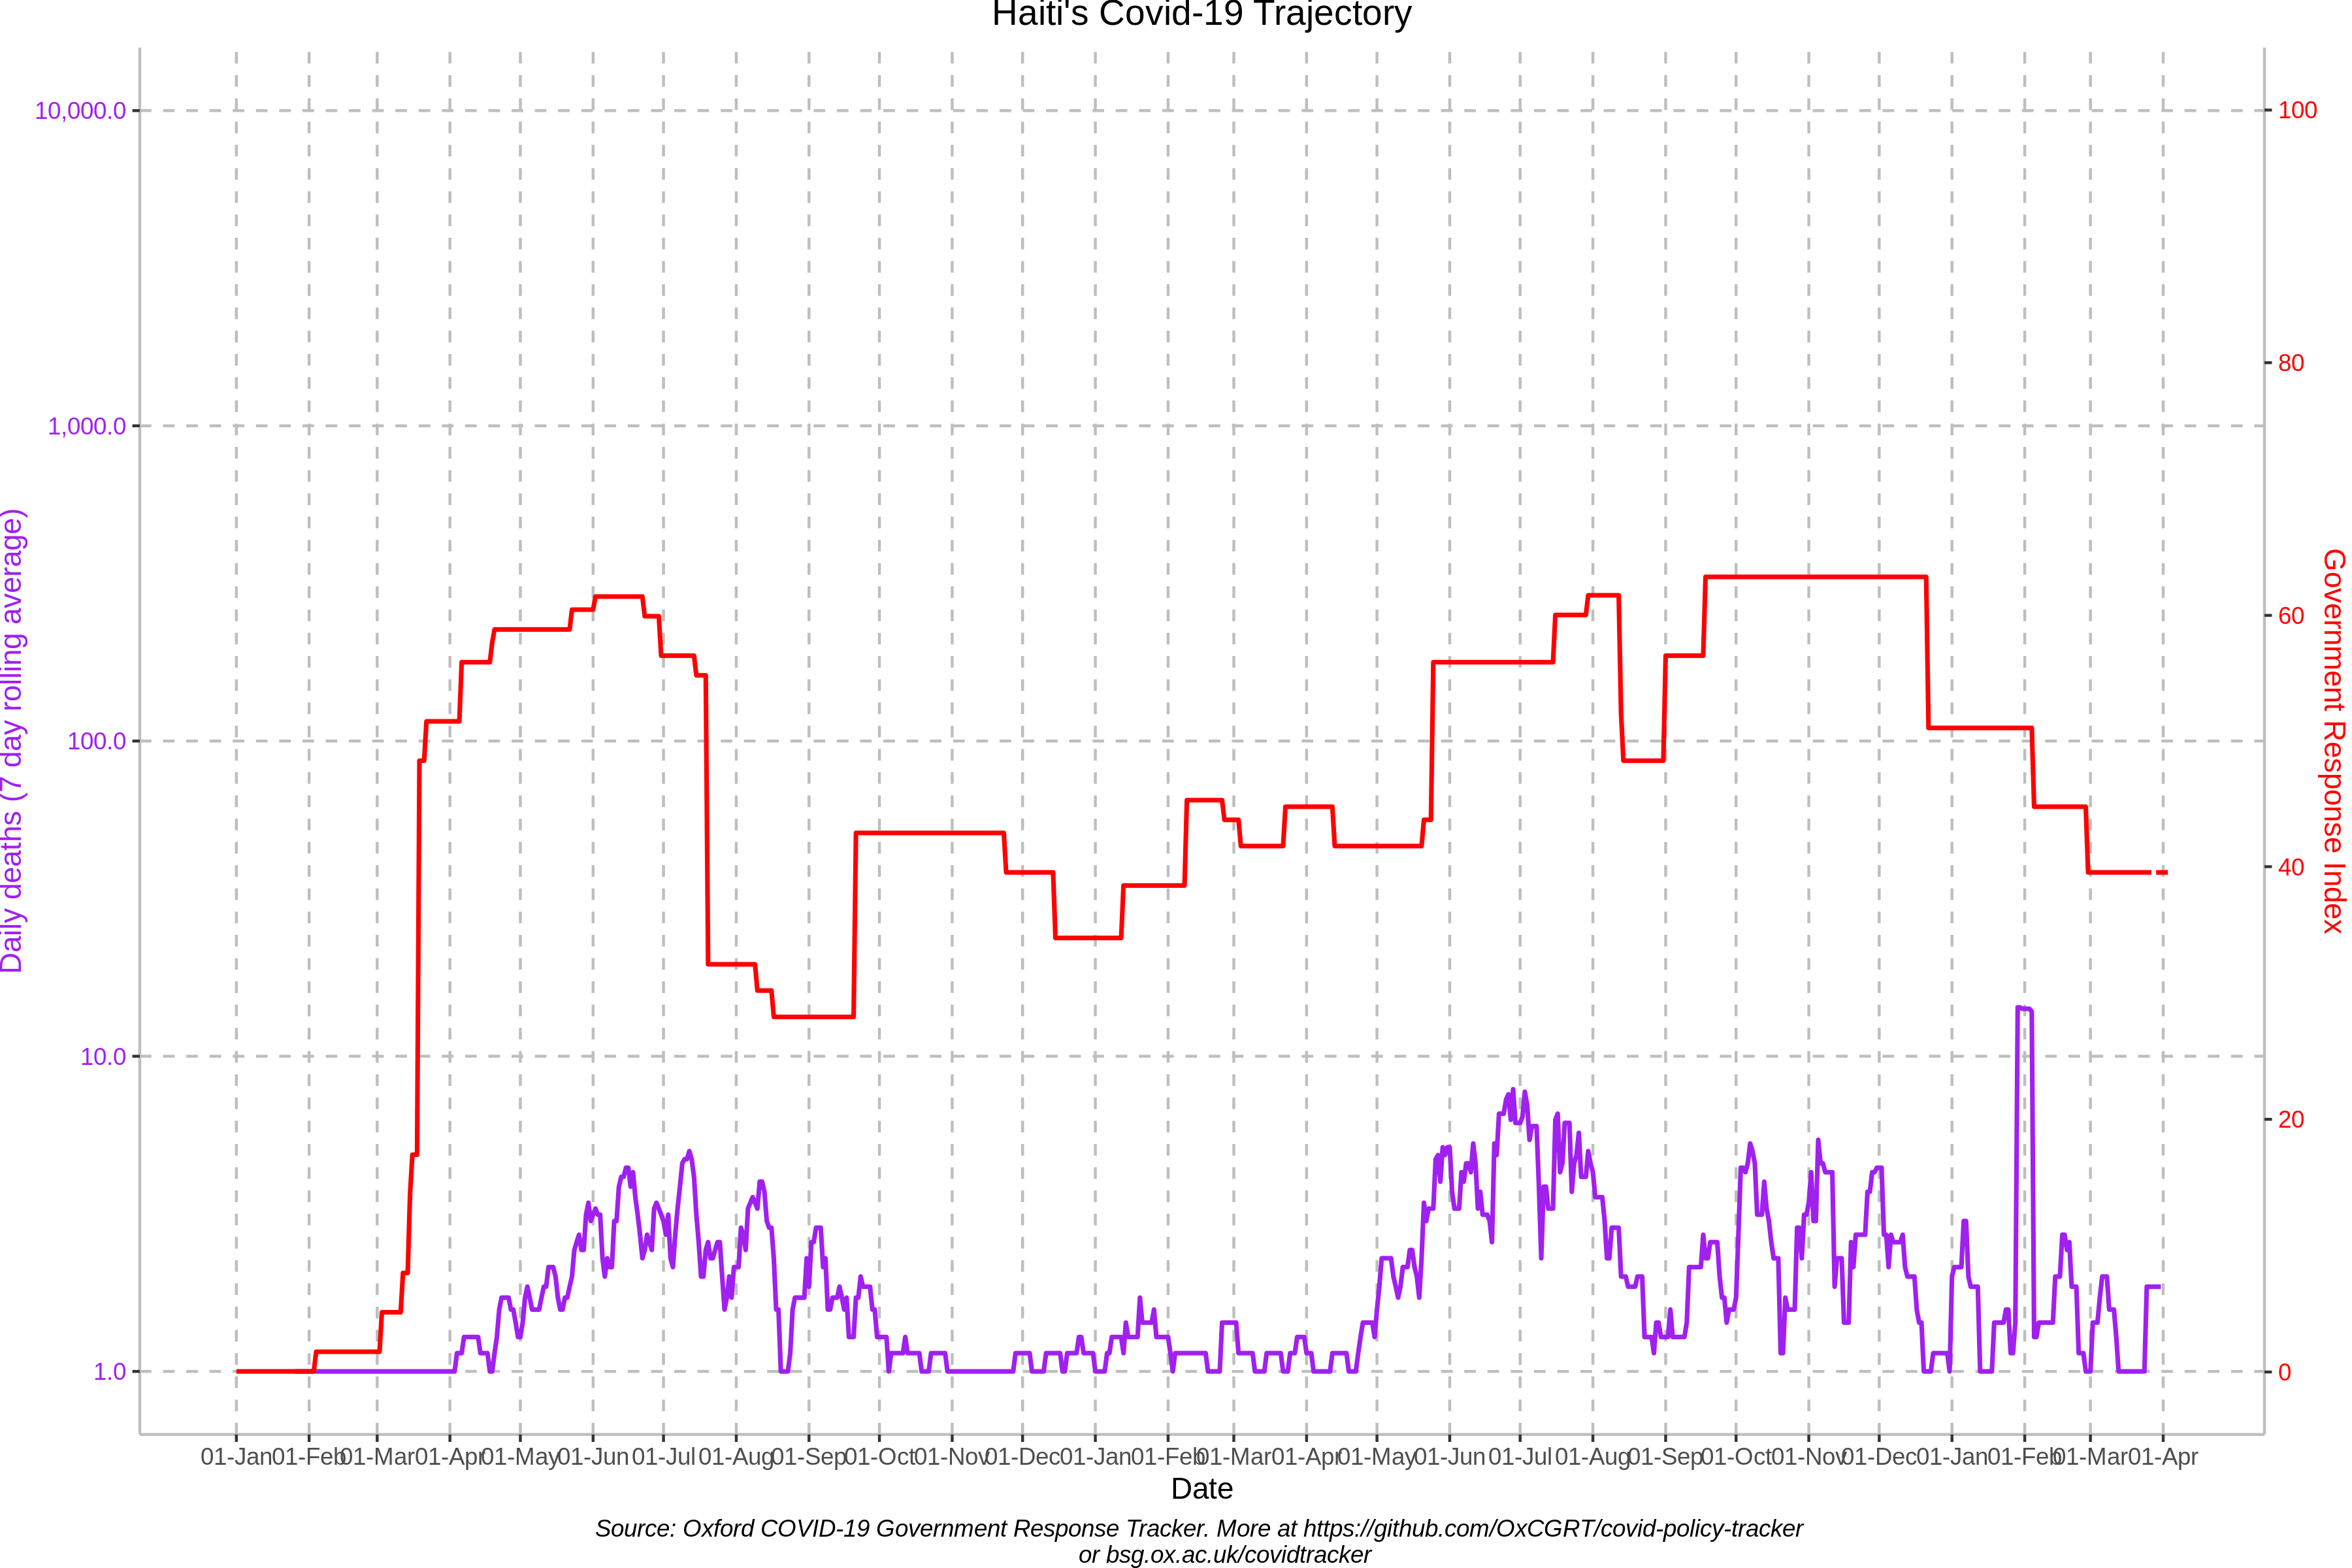 Haiti's Covid-19 Trajectory
10,000.0
1,000.0
100.0
10.0
1.0
Daily deaths (7 day rolling average)
100
80
60
40
20
0
Government Response Index
01-Jan 01-Feb 01-Mar 01-Apr 01-May 01-Jun 01-Jul 01-Aug 01-Sep 01-Oct 01-Nov 01-Dec 01-Jan 01-Feb 01-Mar 01-Apr 01-May 01-Jun 01-Jul 01-Aug 01-Sep 01-Oct 01-Nov 01-Dec 01-Jan 01-Feb 01-Mar 01-Apr
Date
Source: Oxford COVID-19 Government Response Tracker. More at https://github.com/OxCGRT/covid-policy-tracker
or bsg.ox.ac.uk/covidtracker